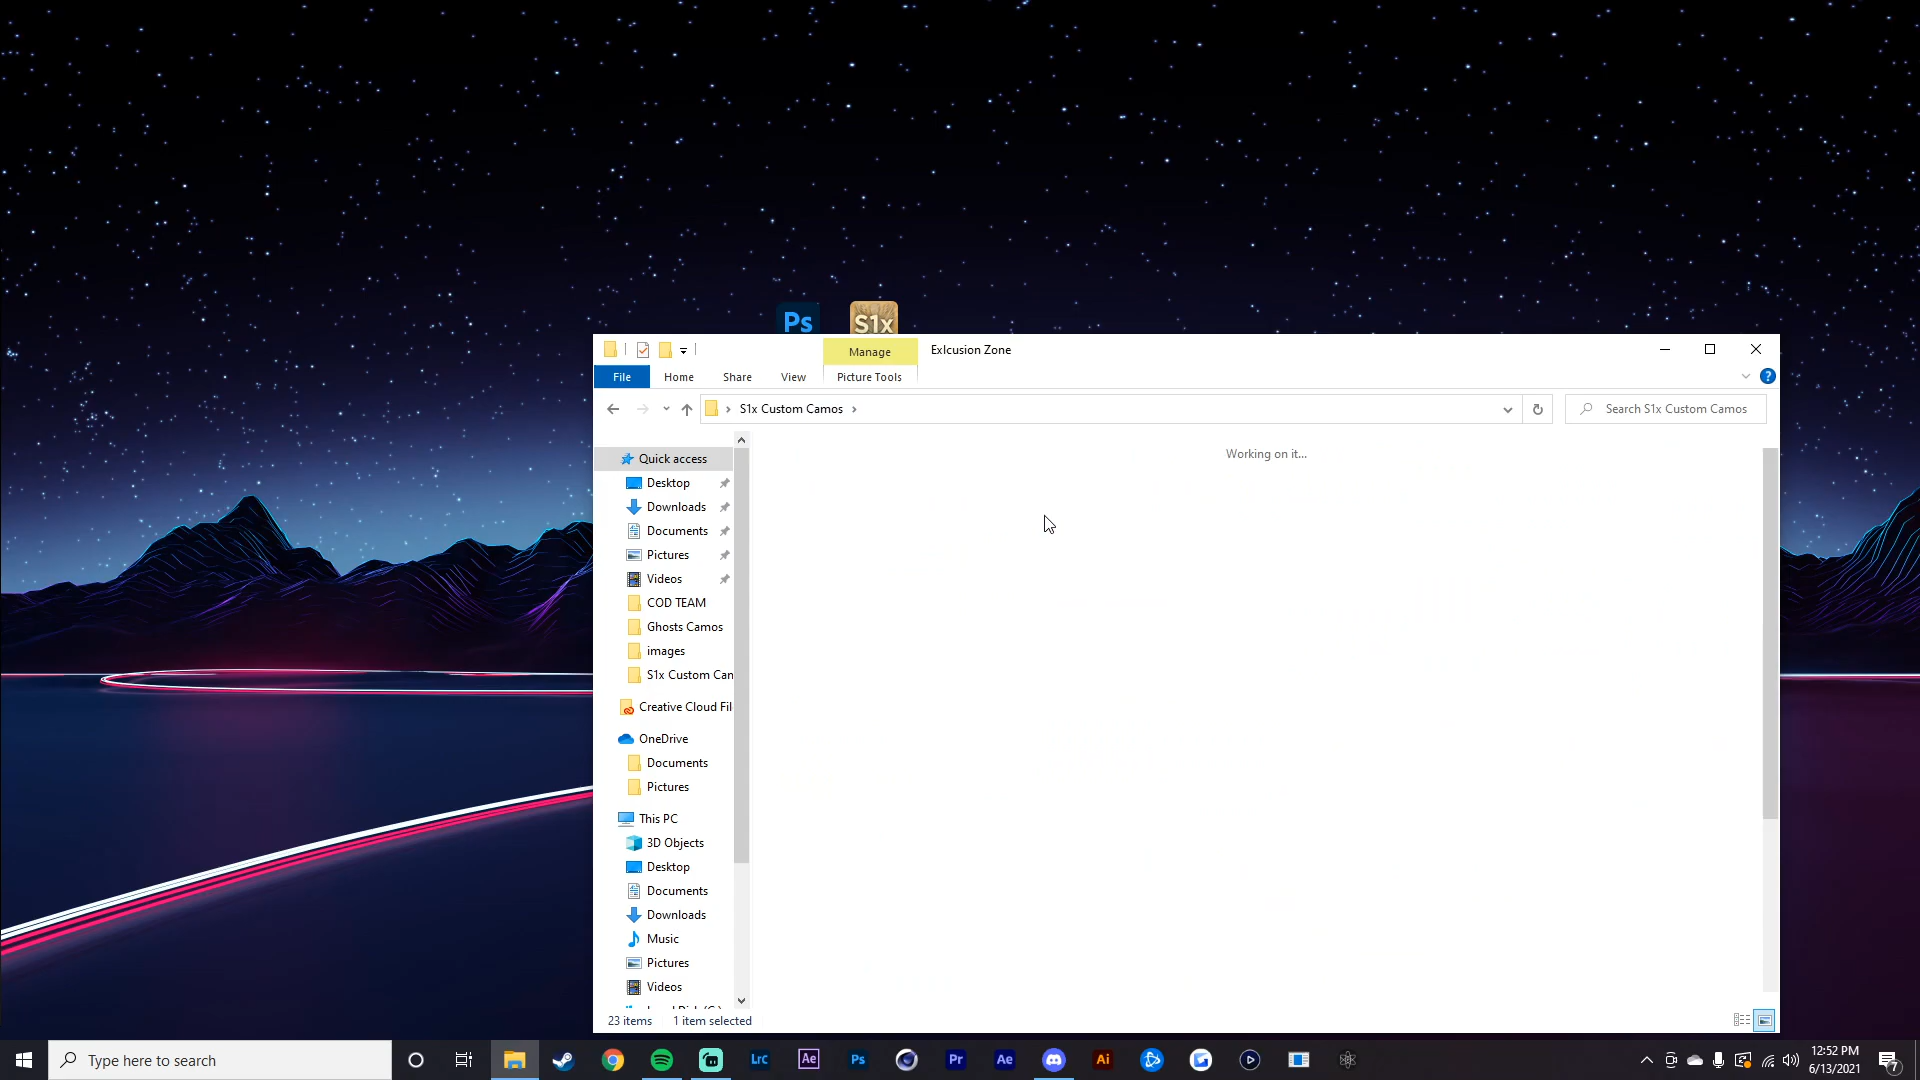 Ps
S1x
Manage
Exlcusion Zone
File
Home
Share
View
Picture Tools
S1x Custom Camos
Search S1x Custom Camos
Quick access
Desktop
Downloads
Documents
Pictures
Videos
COD TEAM
Ghosts Camos
images
S1x Custom Can
Creative Cloud Fil
OneDrive
Documents
Pictures
This PC
3D Objects
Desktop
Documents
Downloads
Music
Pictures
Videos
Working on it...
23 items
1 item selected
Type here to search
Lrc
Ae
Ps
Pr
Ae
Ai
12:52 PM
6/13/2021
7